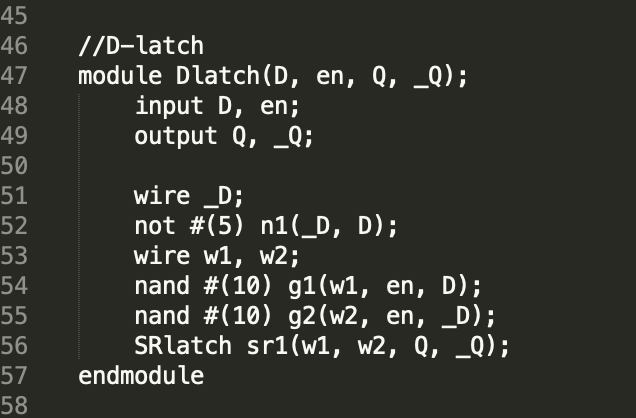 45
46 //D-latch
47 module Dlatch(D, en, Q, _Q);
48 input D, en;
49 output Q, _Q;
50
51 wire _D;
52 not #(5) n1(_D, D);
53 wire w1, w2;
54 nand #(10) g1(w1, en, D);
55 nand #(10) g2(w2, en, _D);
56 SRlatch sr1(w1, w2, Q, _Q);
57 endmodule
58